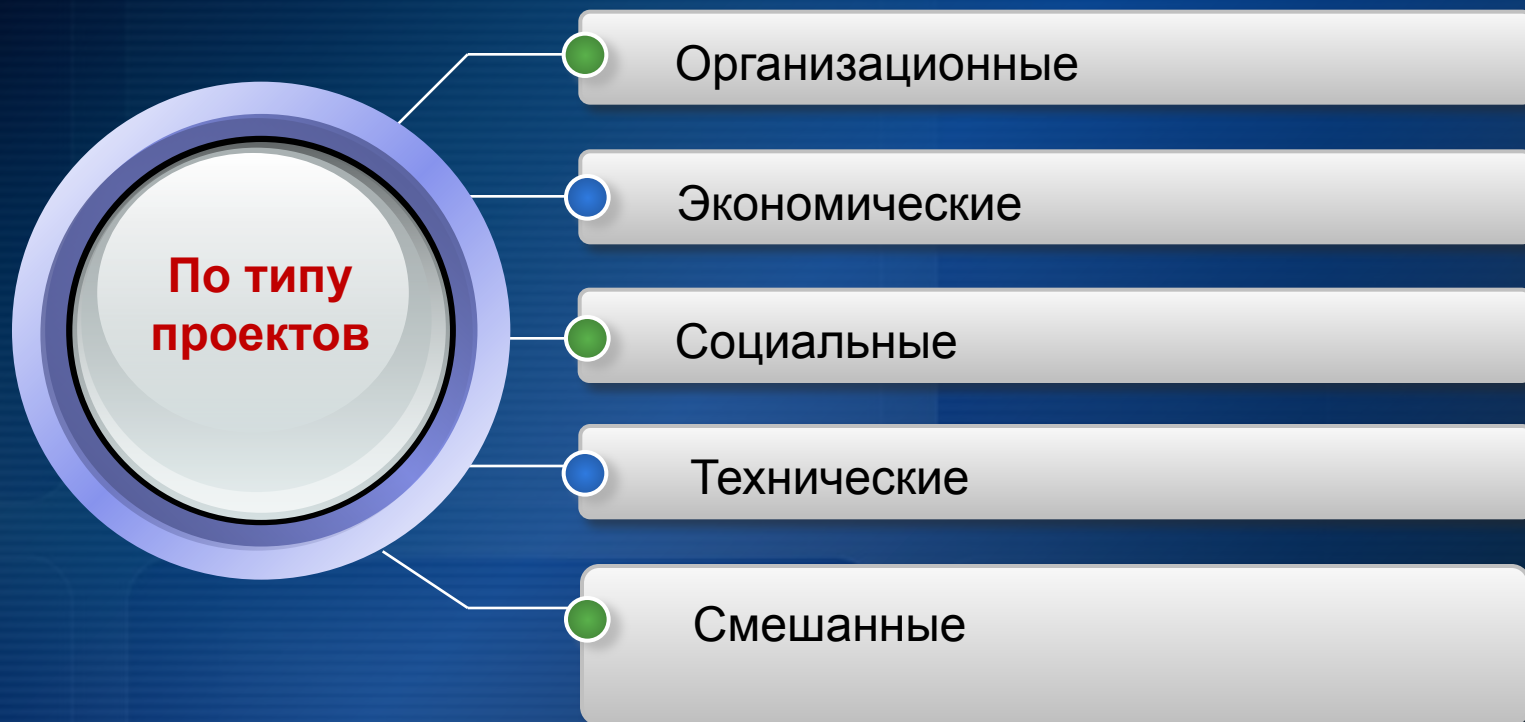 По типу
проектов
Организационные
Экономические
Социальные
Технические
Смешанные